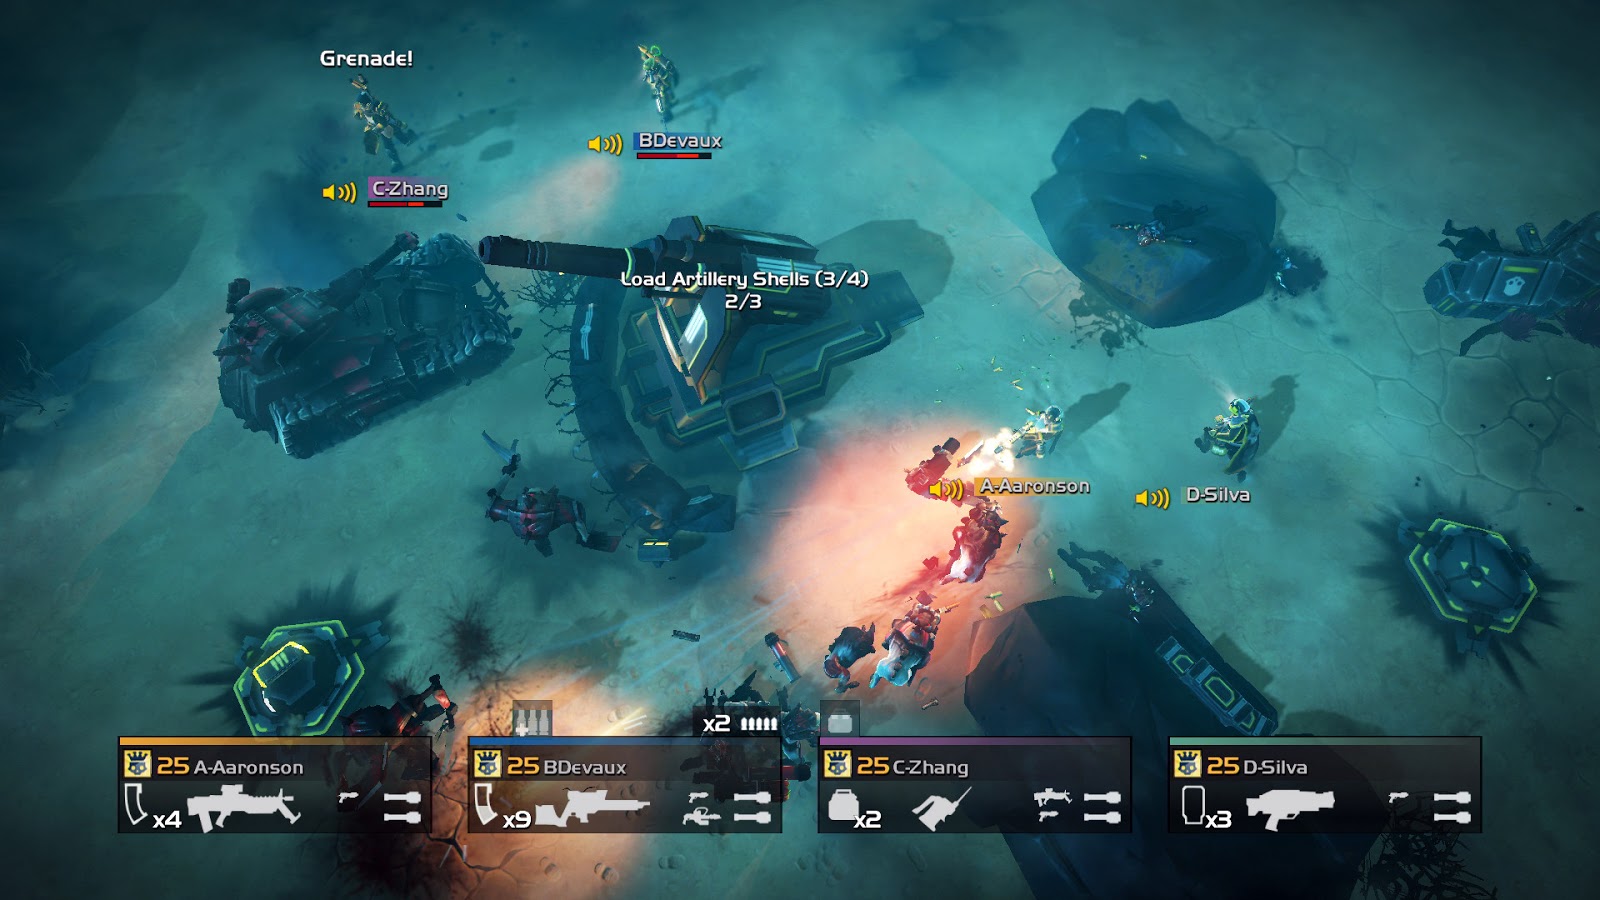 Grenade!
BDevaux
C-Zhang
Load Artillery Shells (3/4)
2/3
A-Aaronson
D-Silva
x2
25 A-Aaronson
x4
25 BDevaux
x9
25 C-Zhang
x2
25 D-Silva
x3